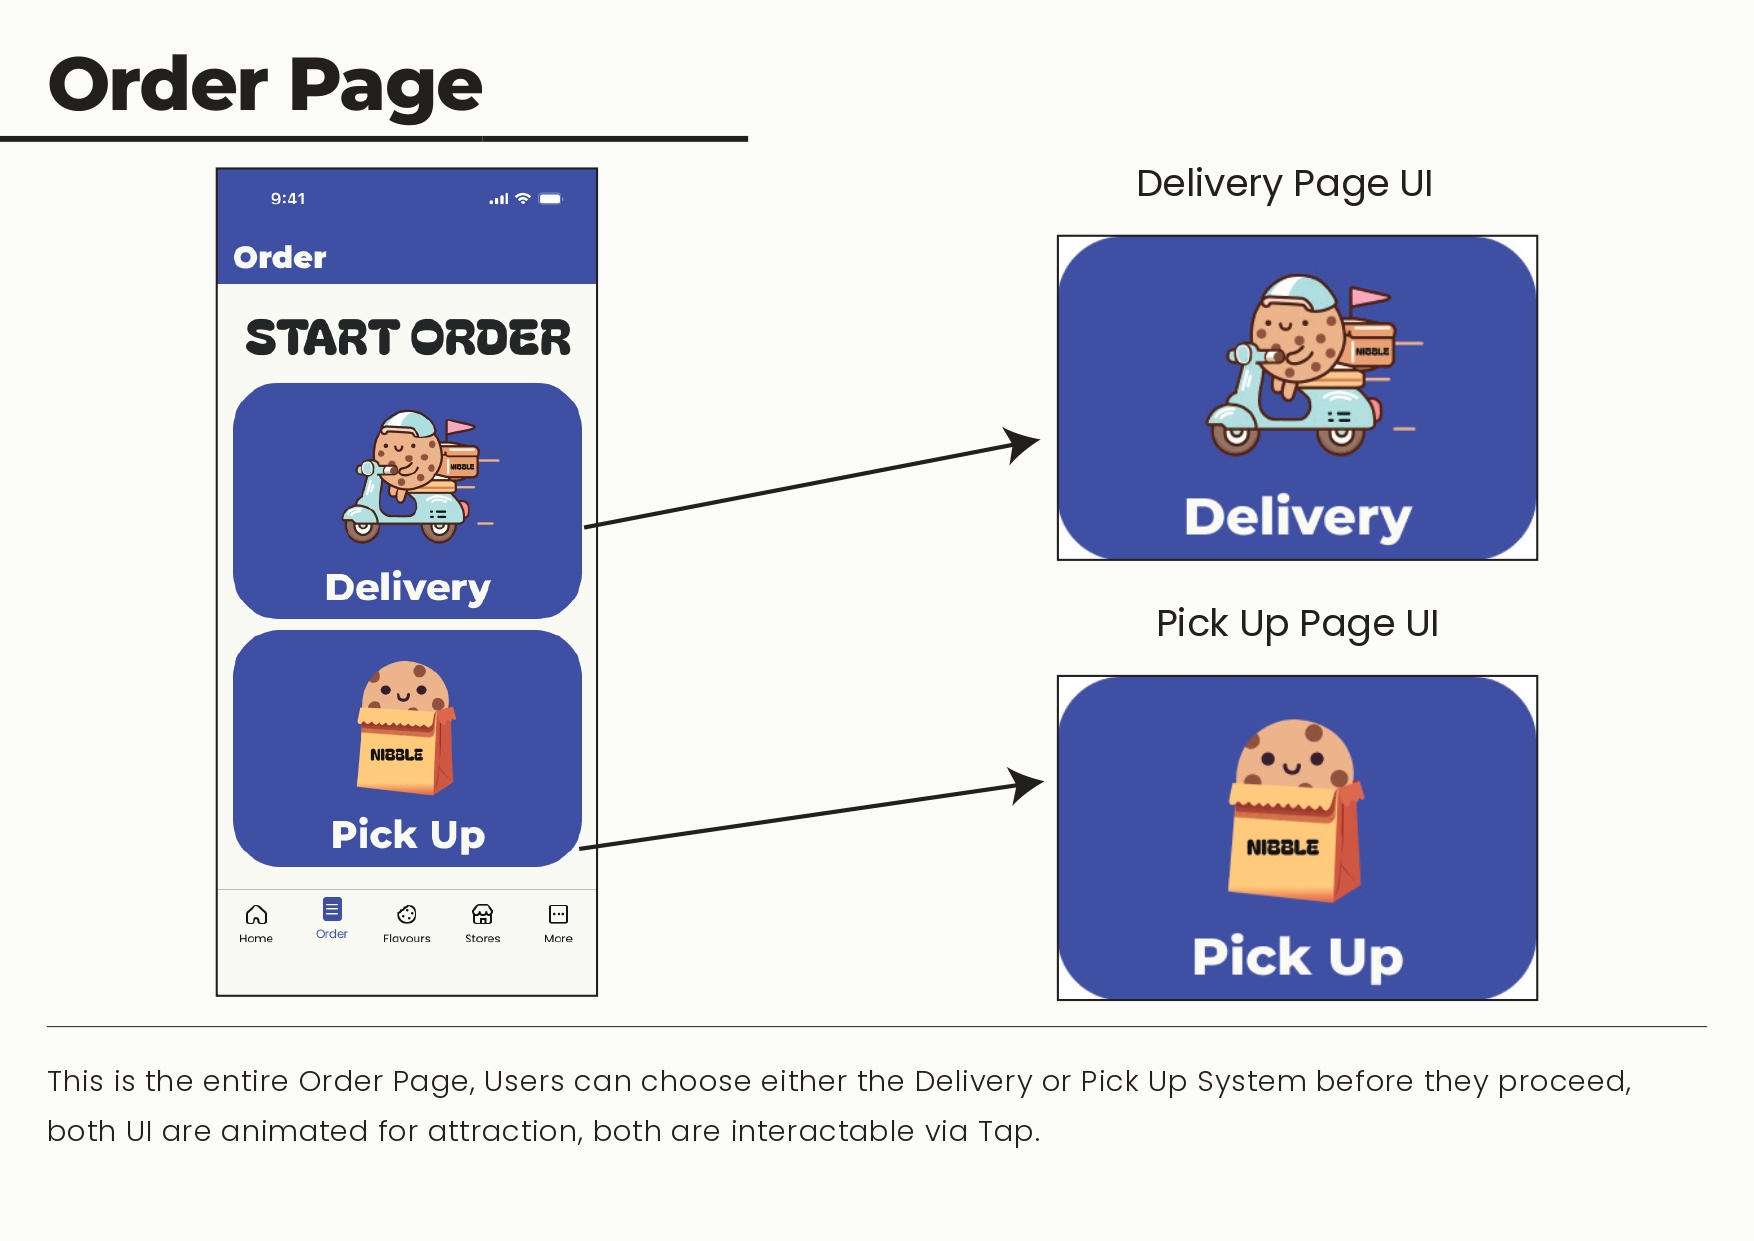 Order Page
9:41
Order
START ORDER
NIBBLE
Delivery
NIBBLE
Pick Up
Home
Order
Flavours
Stores
More
Delivery Page UI
NIBBLE
Delivery
Pick Up Page UI
NIBBLE
Pick Up
This is the entire Order Page, Users can choose either the Delivery or Pick Up System before they proceed,
both UI are animated for attraction, both are interactable via Tap.